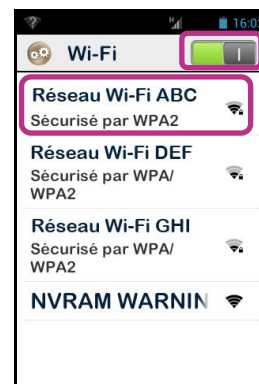 H 16:03
Wi-Fi I
Réseau Wi-Fi ABC
Sécurisé par WPA2
Réseau Wi-Fi DEF
Sécurisé par WPA/
WPA2
Réseau Wi-Fi GHI
Sécurisé par WPA/
WPA2
NVRAM WARNIN